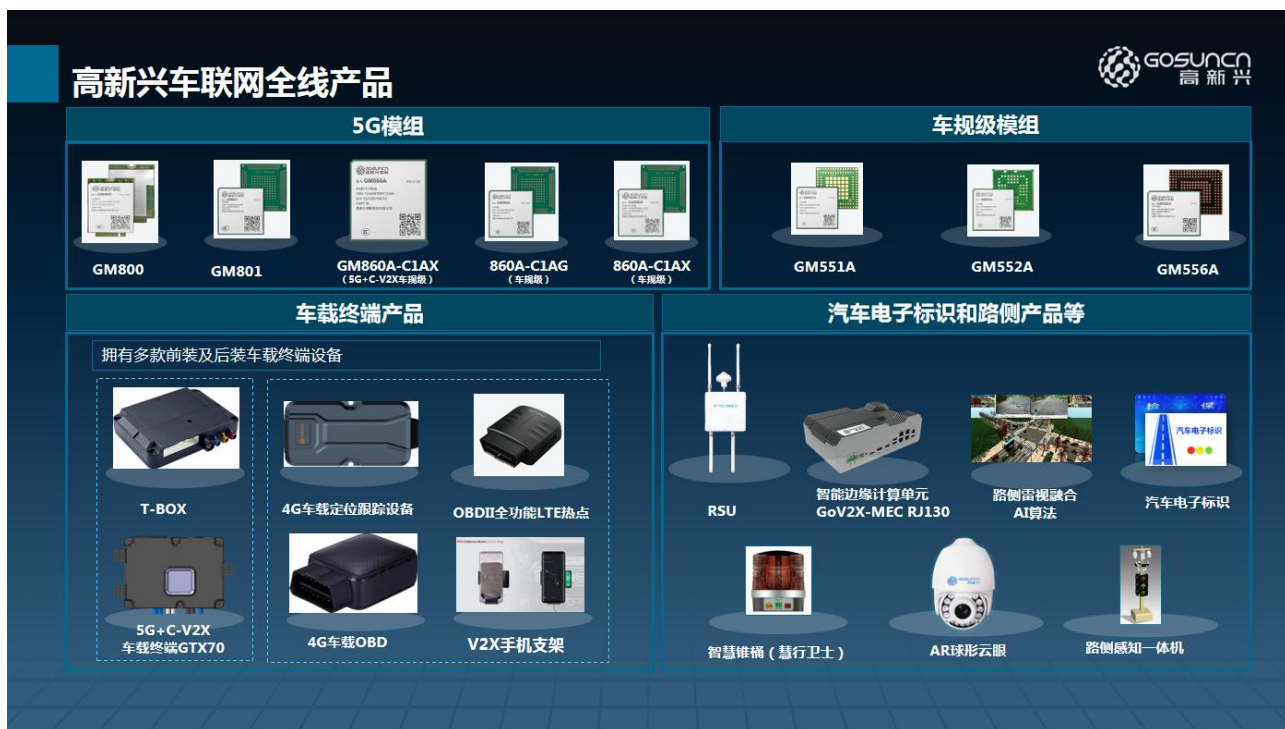 高新兴车联网全线产品
GOSUNCN
高新兴
5G模组
车规级模组
GM860A
GM800
GM801
GM860A-C1AX
(5G+C-V2X车规级)
860A-C1AG
(车规级)
860A-C1AX
(车规级)
GM551A
GM552A
GM556A
车载终端产品
汽车电子标识和路侧产品等
拥有多款前装及后装车载终端设备
汽车电子标识
T-BOX
4G车载定位跟踪设备
OBDII全功能LTE热点
RSU
智能边缘计算单元
GoV2X-MEC RJ130
路侧雷视融合
AI算法
汽车电子标识
5G+C-V2X
车载终端GTX70
4G车载OBD
V2X手机支架
智慧锥桶(慧行卫士)
AR球形云眼
路侧感知一体机